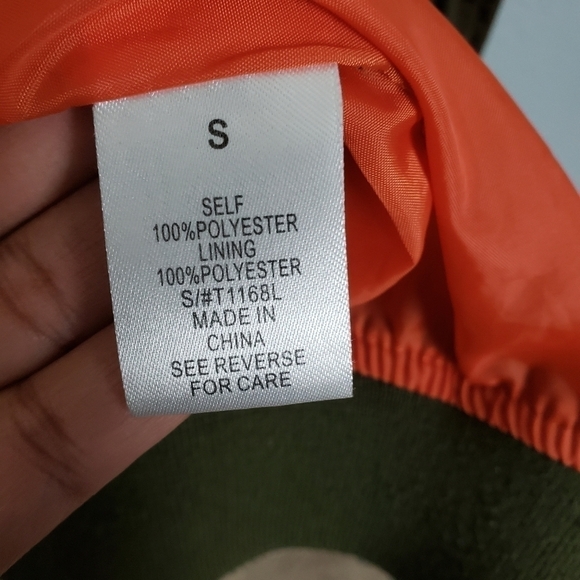 S
SELF
100%POLYESTER
LINING
100%POLYESTER
S/#T1168L
MADE IN
CHINA
SEE REVERSE
FOR CARE